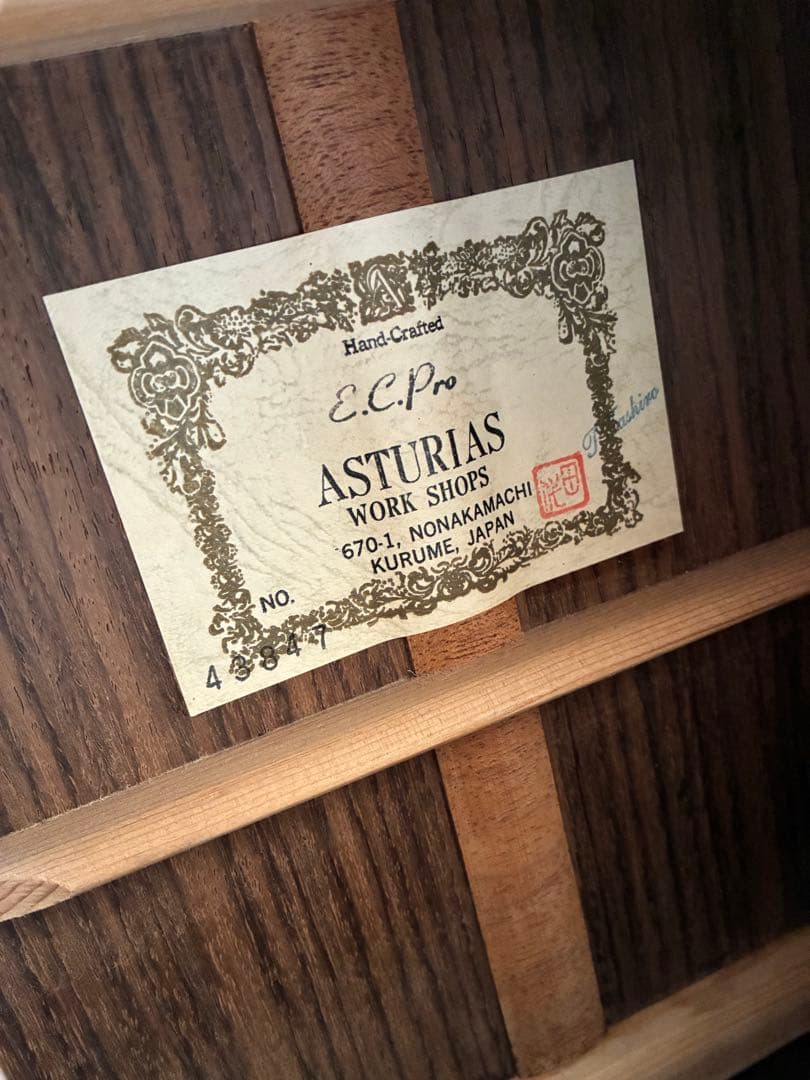 A
Hand-Crafted
E.C.Pro
ASTURIAS
WORK SHOPS
670-1, NONAKAMACHI
KURUME, JAPAN
NO.
43847